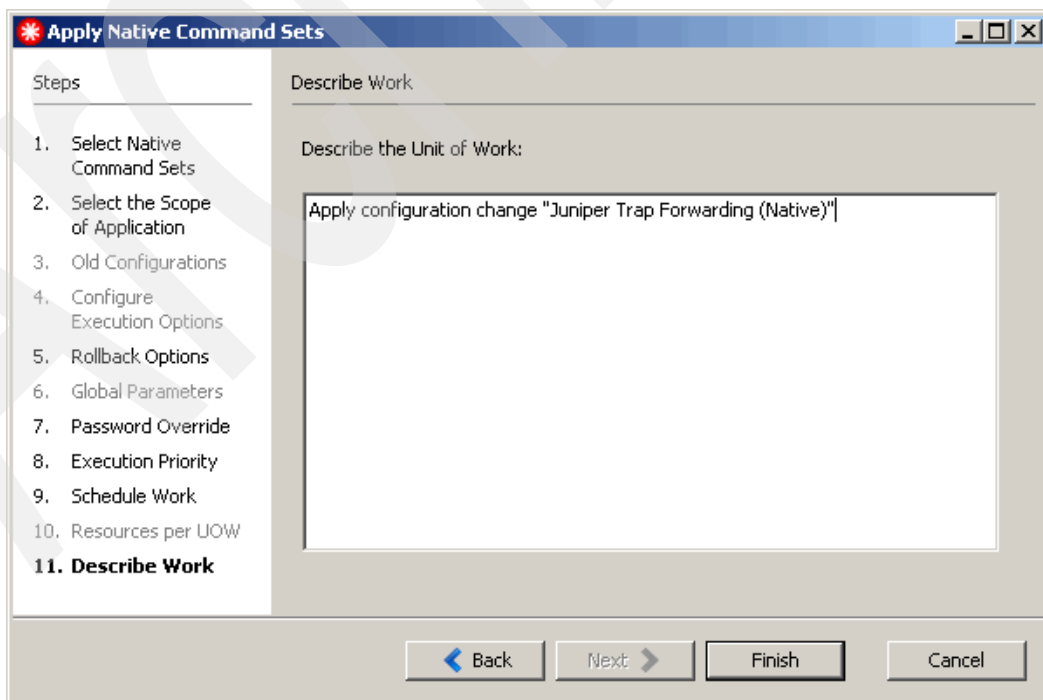 Apply Native Command Sets
Steps
1. Select Native
Command Sets
2. Select the Scope
of Application
3. Old Configurations
4. Configure
Execution Options
5. Rollback Options
6. Global Parameters
7. Password Override
8. Execution Priority
9. Schedule Work
10. Resources per UOW
11. Describe Work
Describe Work
Describe the Unit of Work:
Apply configuration change "Juniper Trap Forwarding (Native)"
Back
Next
Finish
Cancel